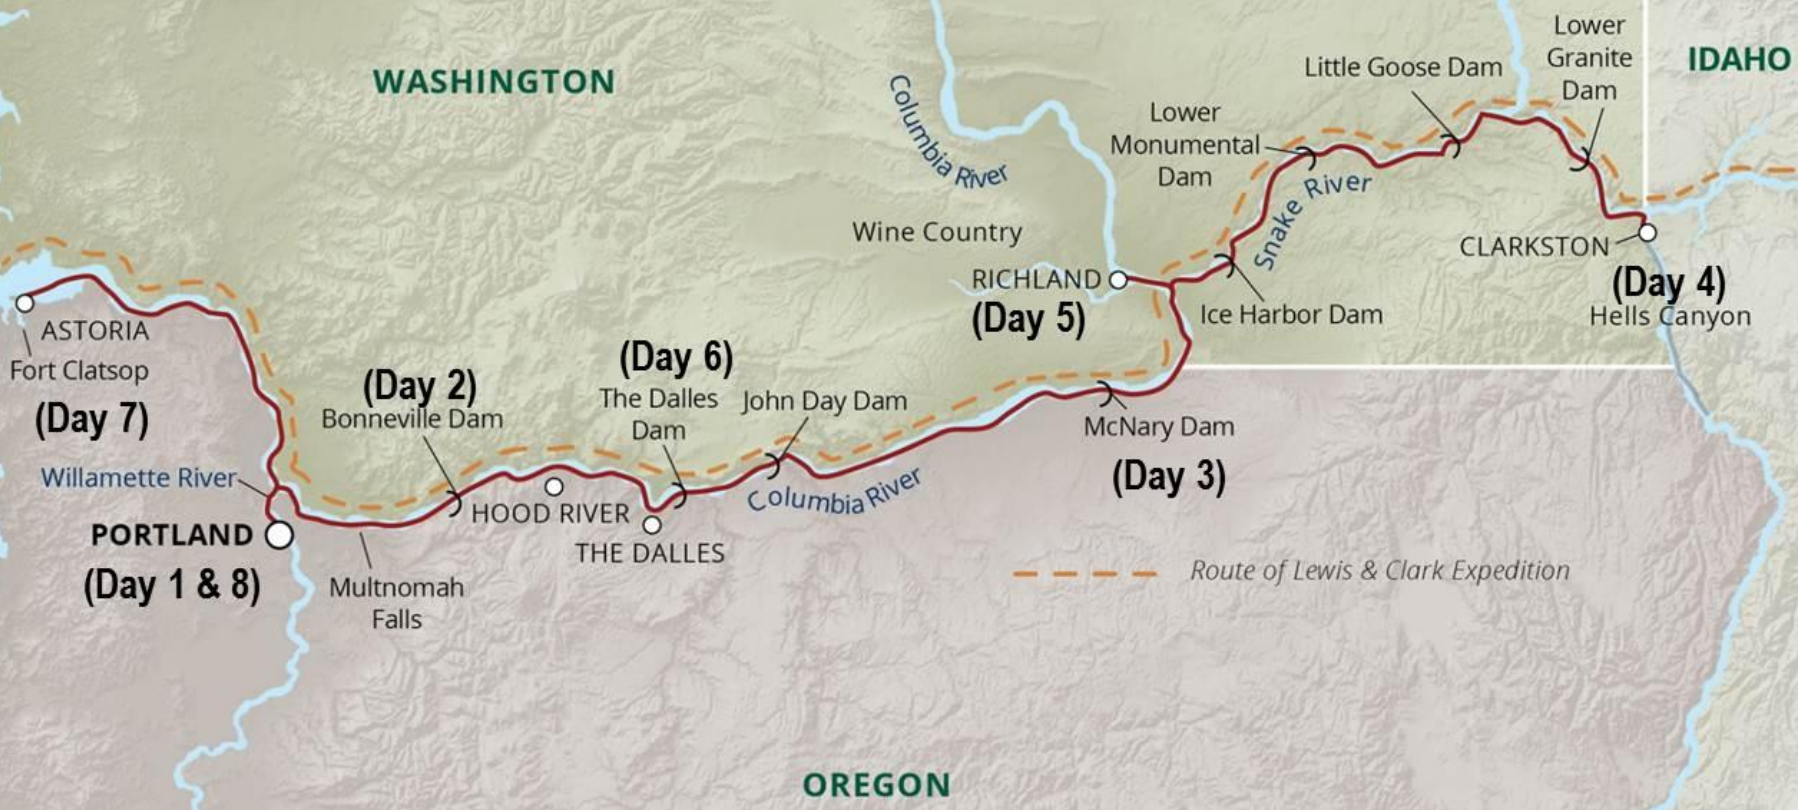 WASHINGTON
Columbia River
Little Goose Dam
Lower
Granite
Dam
IDAHO
Lower
Monumental
Dam
Snake River
Wine Country
RICHLAND
(Day 5)
Ice Harbor Dam
CLARKSTON
(Day 4)
Hells Canyon
ASTORIA
Fort Clatsop
(Day 7)
(Day 2)
Bonneville Dam
(Day 6)
The Dalles
Dam
John Day Dam
McNary Dam
(Day 3)
Willamette River
PORTLAND
(Day 1 & 8)
HOOD RIVER
THE DALLES
Columbia River
Multnomah
Falls
Route of Lewis & Clark Expedition
OREGON